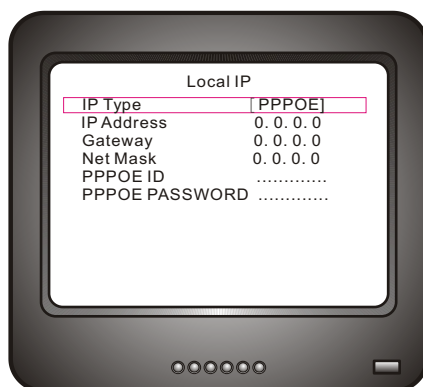 Local IP
IP Type [ PPPOE]
IP Address 0. 0. 0. 0
Gateway 0. 0. 0. 0
Net Mask 0. 0. 0. 0
PPPOE ID .............
PPPOE PASSWORD .............